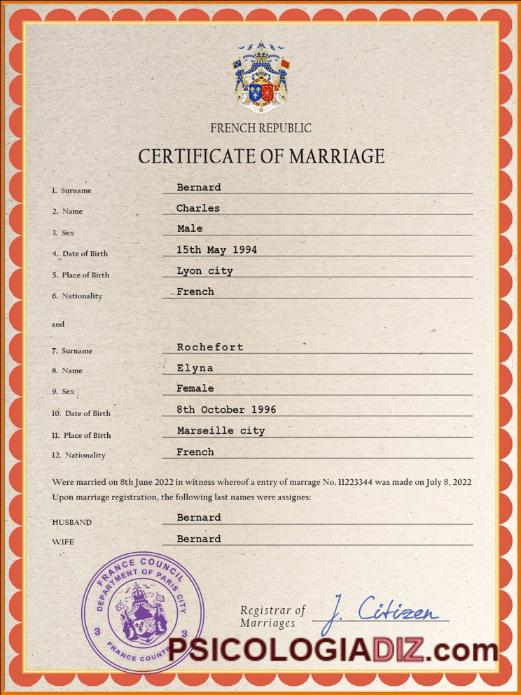 FRENCH REPUBLIC
CERTIFICATE OF MARRIAGE
1. Surname Bernard
2. Name Charles
3. Sex Male
4. Date of Birth 15th May 1994
5. Place of Birth Lyon city
6. Nationality French
and
7. Surname Rochefort
8. Name Elyna
9. Sex Female
10. Date of Birth 8th October 1996
11. Place of Birth Marseille city
12. Nationality French
Were married on 8th June 2022 in witness whereof a entry of marrage No. 11223344 was made on July 8, 2022
Upon marriage registration, the following last names were assignes:
HUSBAND Bernard
WIFE Bernard
FRANCE COUNCIL
DEPARTMENT OF PARIS CITY
3 3
FRANCE
Registrar of
Marriages J. Citizen
PSICOLOGIADIZ.com